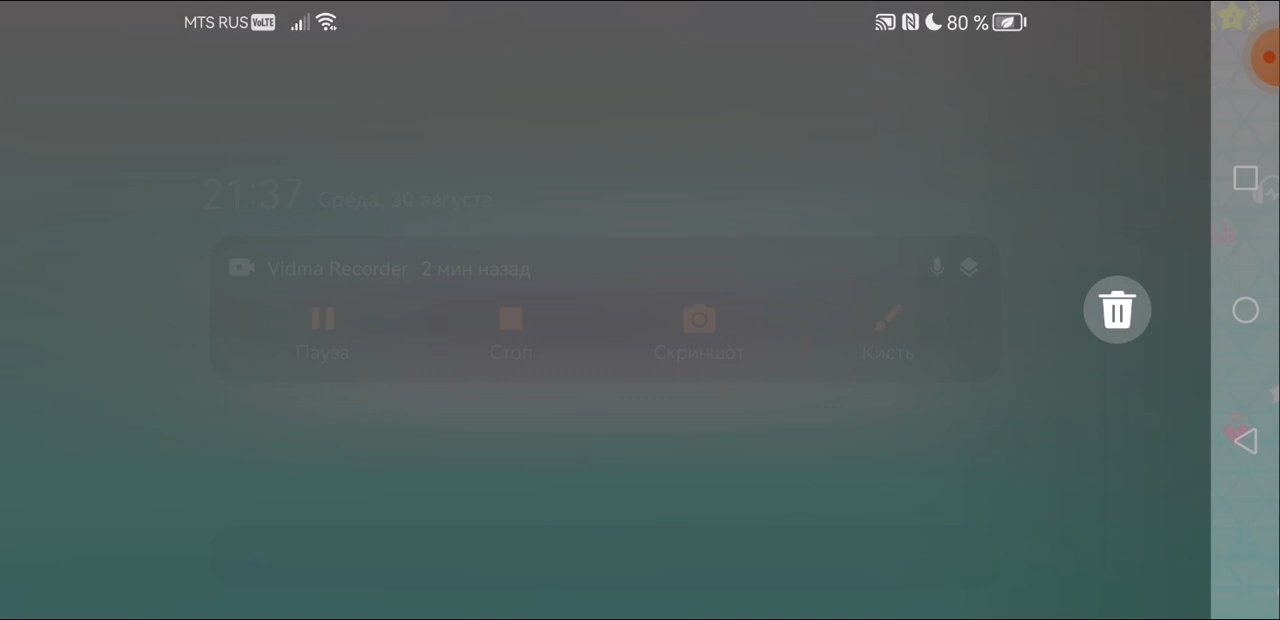 MTS RUS VoLTE 80 %
21:37 Среда, 30 августа
Vidma Recorder 2 мин назад
Пауза Стоп Скриншот Кисть